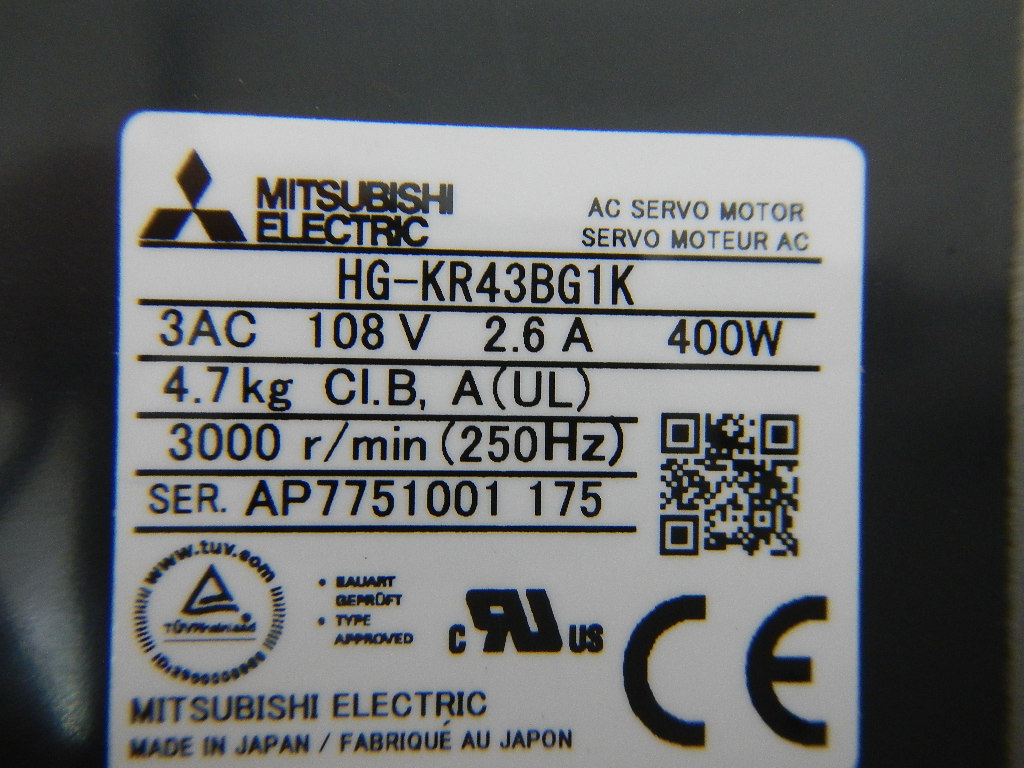 MITSUBISHI
ELECTRIC
AC SERVO MOTOR
SERVO MOTEUR AC
HG-KR43BG1K
3AC 108 V 2.6 A 400W
4.7kg Cl.B, A(UL)
3000 r/min (250Hz)
SER. AP7751001 175
www.tuv.com
TÜVRheinland
• BAUART
GEPRÜFT
• TYPE
APPROVED
C RU US
CE
MITSUBISHI ELECTRIC
MADE IN JAPAN / FABRIQUÉ AU JAPON